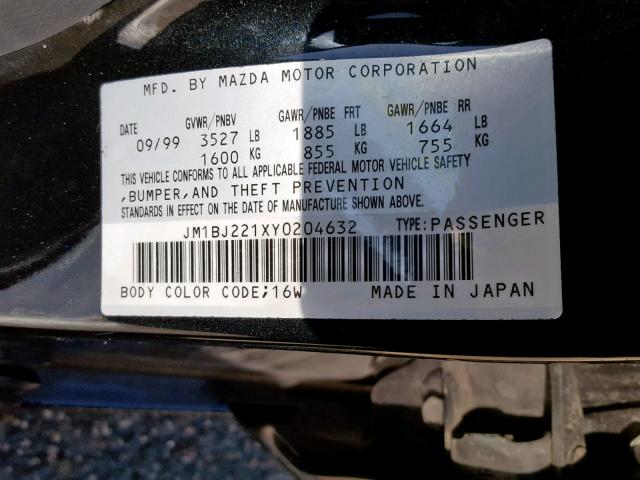 MFD. BY MAZDA MOTOR CORPORATION
DATE GVWR/PNBV GAWR/PNBE FRT GAWR/PNBE RR
09/99 3527 LB 1885 LB 1664 LB
1600 KG 855 KG 755 KG
THIS VEHICLE CONFORMS TO ALL APPLICABLE FEDERAL MOTOR VEHICLE SAFETY
,BUMPER,AND THEFT PREVENTION
STANDARDS IN EFFECT ON THE DATE OF MANUFACTURE SHOWN ABOVE.
JM1BJ221XY0204632 TYPE:PASSENGER
BODY COLOR CODE;16W MADE IN JAPAN